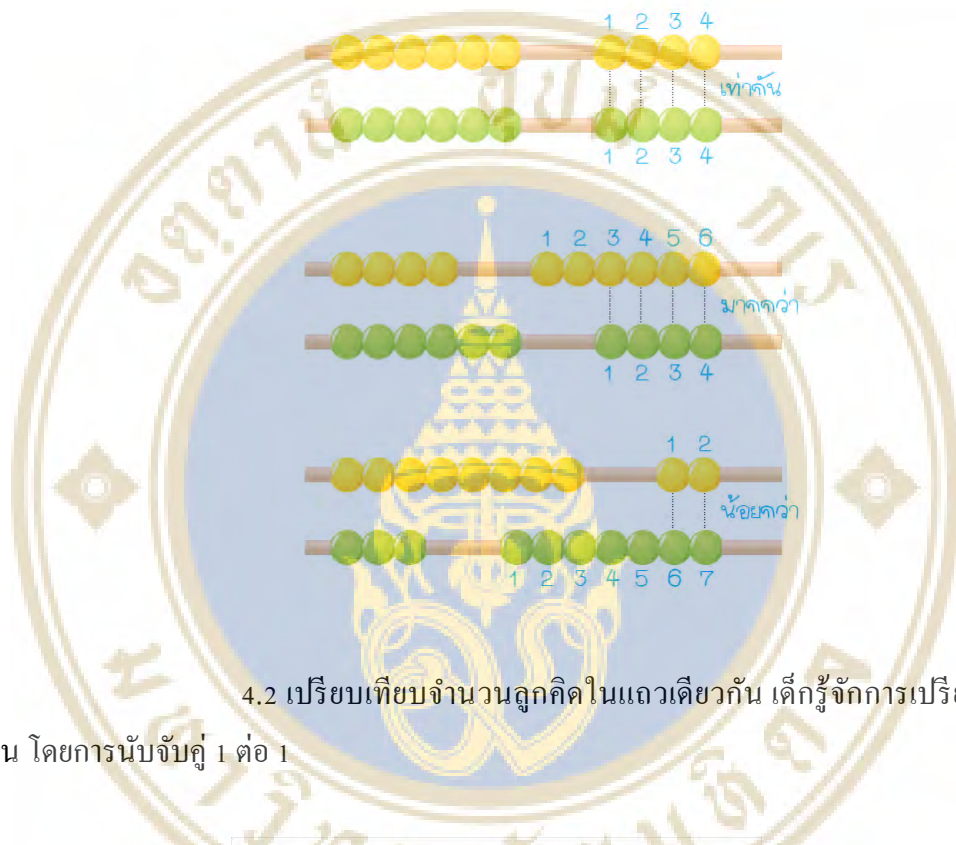 1 2 3 4
เท่ากัน
1 2 3 4
1 2 3 4 5 6
มากกว่า
1 2 3 4
1 2
น้อยกว่า
1 2 3 4 5 6 7
4.2 เปรียบเทียบจำนวนลูกคิดในแถวเดียวกัน เด็กรู้จักการเปรีย
น โดยการนับจับคู่ 1 ต่อ 1